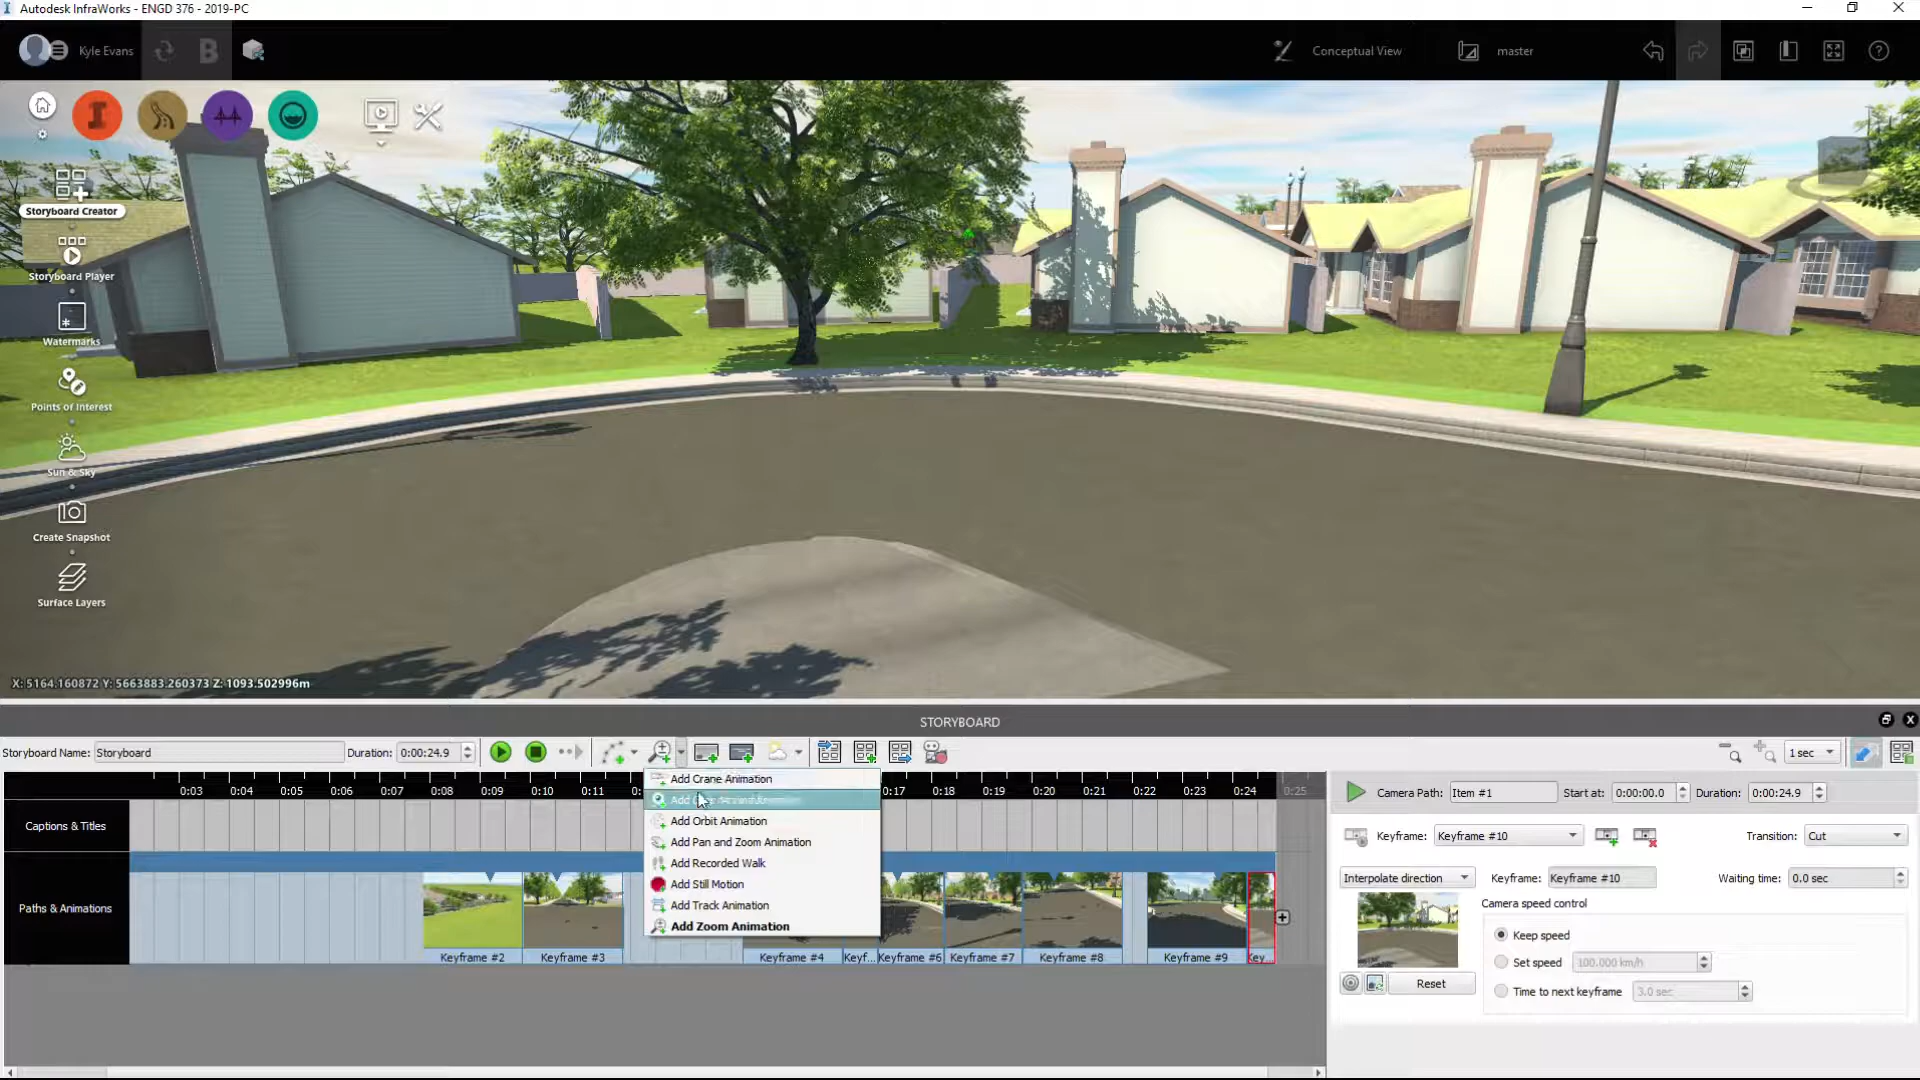 Autodesk InfraWorks - ENGD 376 - 2019-PC
Kyle Evans
B
Conceptual View
master
Storyboard Creator
Storyboard Player
Watermarks
Points of Interest
Sun & Sky
Create Snapshot
Surface Layers
X: 5164.160872 Y: 5663883.260373 Z: 1093.502996m
STORYBOARD
Storyboard Name: Storyboard Duration: 0:00:24.9
1 sec
0:03 0:04 0:05 0:06 0:07 0:08 0:09 0:10 0:11 0:17 0:18 0:19 0:20 0:21 0:22 0:23 0:24 0:25
Add Crane Animation
Add
Add Orbit Animation
Add Pan and Zoom Animation
Add Recorded Walk
Add Still Motion
Add Track Animation
Add Zoom Animation
Captions & Titles
Paths & Animations
Keyframe #2 Keyframe #3 Keyframe #4 Keyf... Keyframe #6 Keyframe #7 Keyframe #8 Keyframe #9 Key...
Camera Path: Item #1 Start at: 0:00:00.0 Duration: 0:00:24.9
Keyframe: Keyframe #10 Transition: Cut
Interpolate direction Keyframe: Keyframe #10 Waiting time: 0.0 sec
Camera speed control
Keep speed
Set speed 100.000 km/h
Time to next keyframe 3.0 sec
Reset